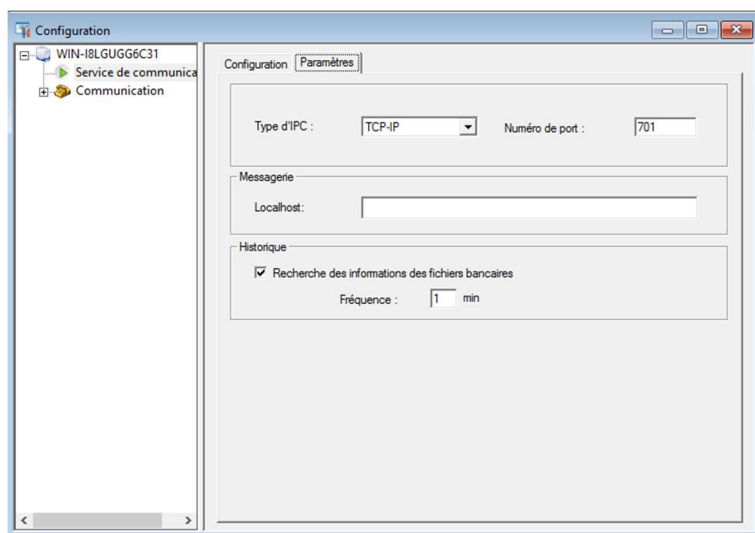 Configuration
WIN-I8LGUGG6C31
Service de communica
Communication
Configuration
Paramètres
Type d'IPC :
TCP-IP
Numéro de port :
701
Messagerie
Localhost:
Historique
Recherche des informations des fichiers bancaires
Fréquence :
1
min